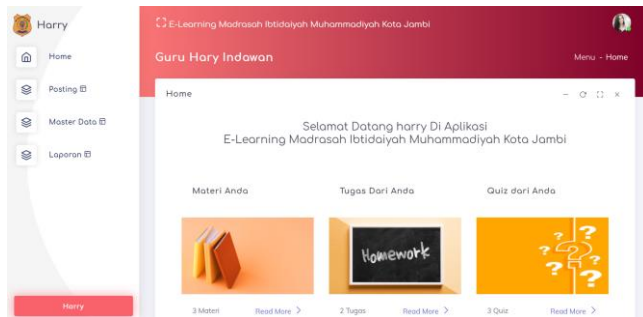 Harry
Home
Posting
Master Data
Laporan
Harry
E-Learning Madrasah Ibtidaiyah Muhammadiyah Kota Jambi
Guru Hary Indawan
Menu - Home
Home
Selamat Datang harry Di Aplikasi
E-Learning Madrasah Ibtidaiyah Muhammadiyah Kota Jambi
Materi Anda
Tugas Dari Anda
Quiz dari Anda
Homework
? ? ? ? ?
3 Materi
Read More >
2 Tugas
Read More >
3 Quiz
Read More >